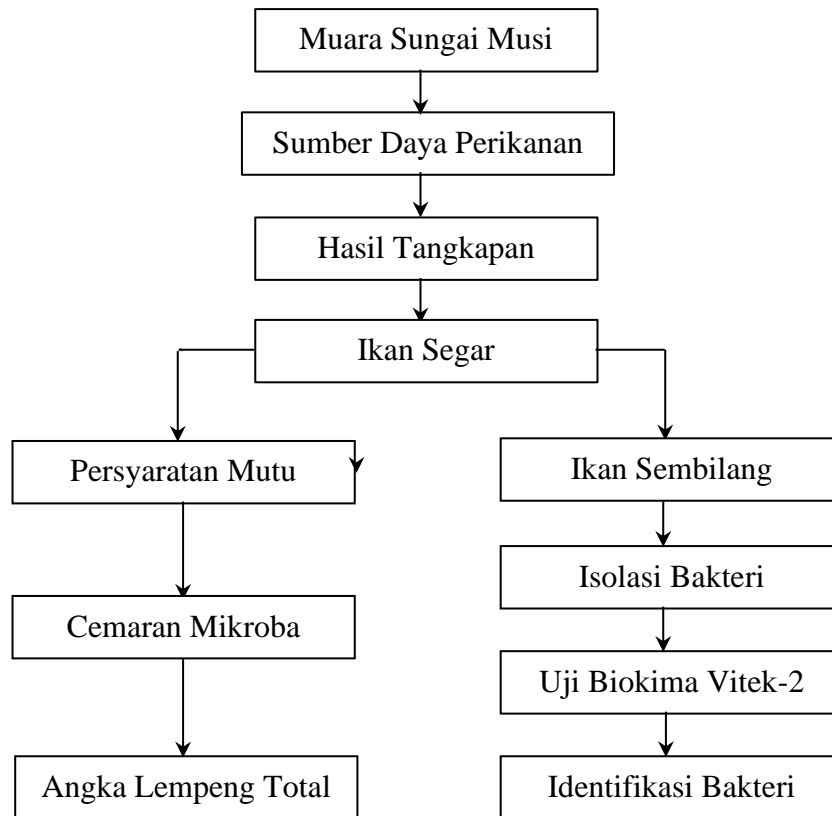 Muara Sungai Musi
Sumber Daya Perikanan
Hasil Tangkapan
Ikan Segar
Persyaratan Mutu
Ikan Sembilang
Isolasi Bakteri
Cemaran Mikroba
Uji Biokima Vitek-2
Angka Lempeng Total
Identifikasi Bakteri